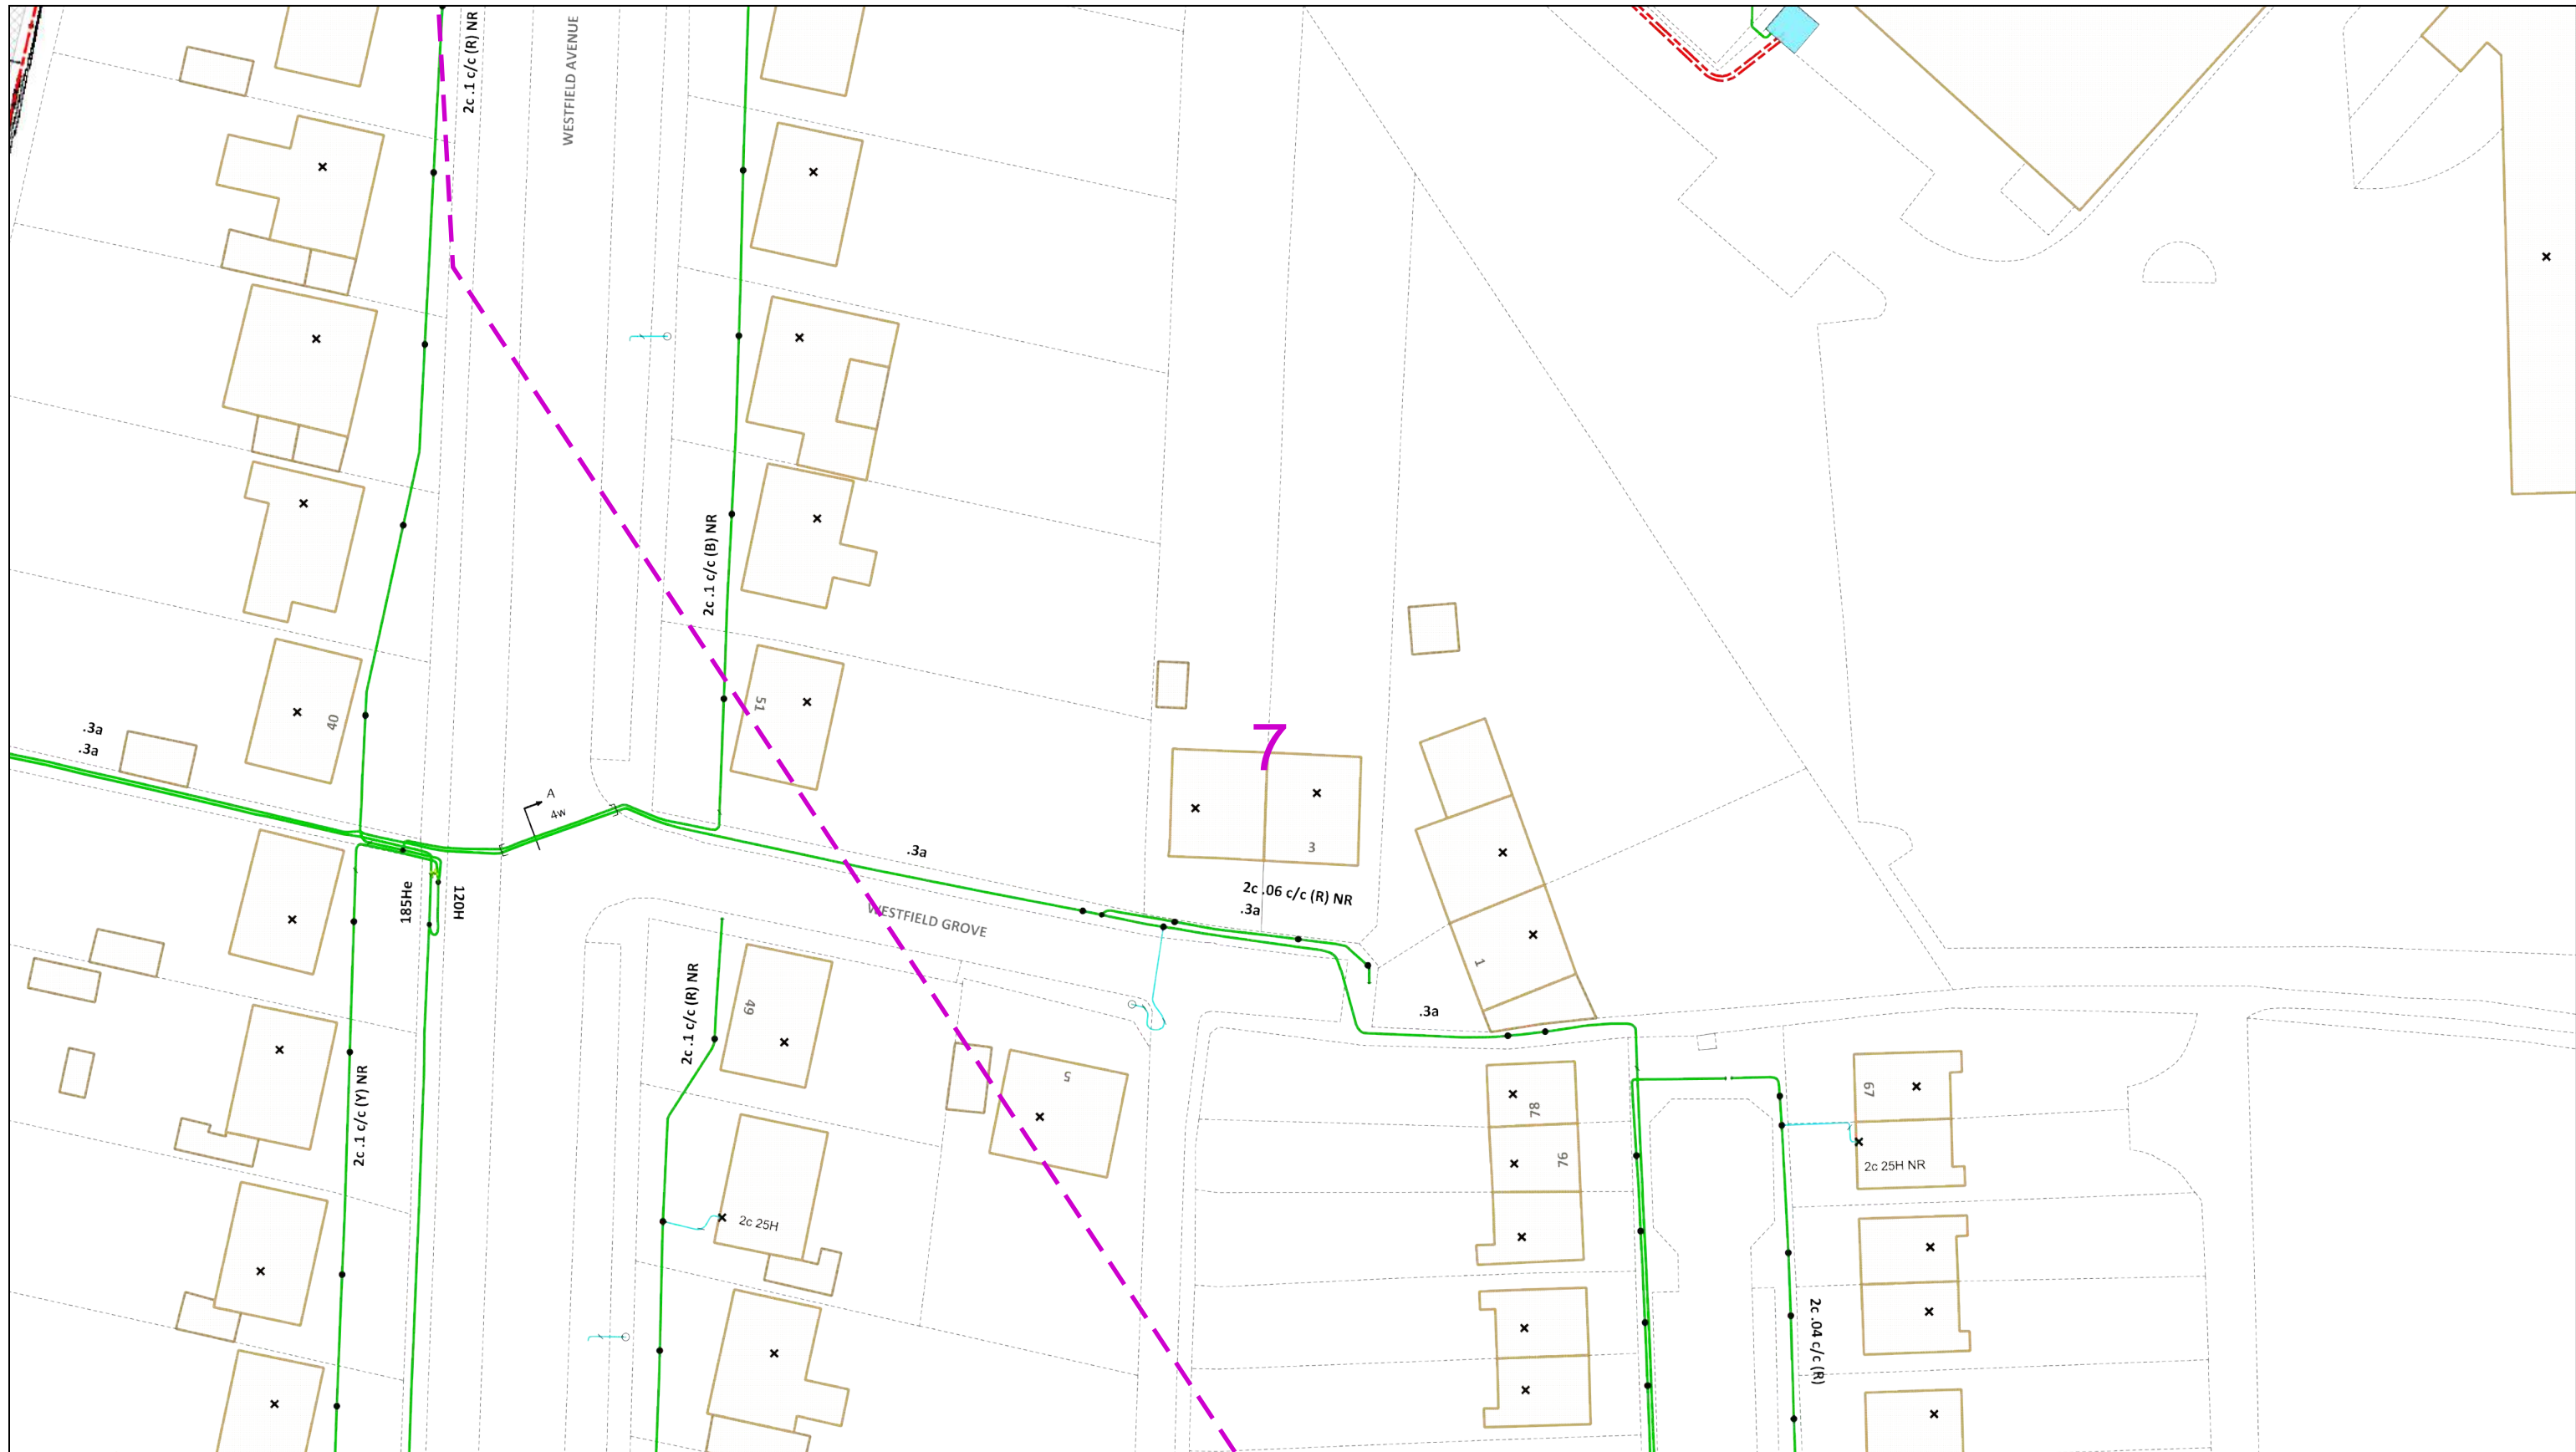 2c .1 c/c (R) NR
WESTFIELD AVENUE
2c .1 c/c (B) NR
51
40
.3a
.3a
7
A
4w
.3a
3
2c .06 c/c (R) NR
.3a
185He
120H
WESTFIELD GROVE
1
2c .1 c/c (R) NR
49
.3a
5
2c .1 c/c (Y) NR
78
67
76
2c 25H NR
2c 25H
2c .04 c/c (R)